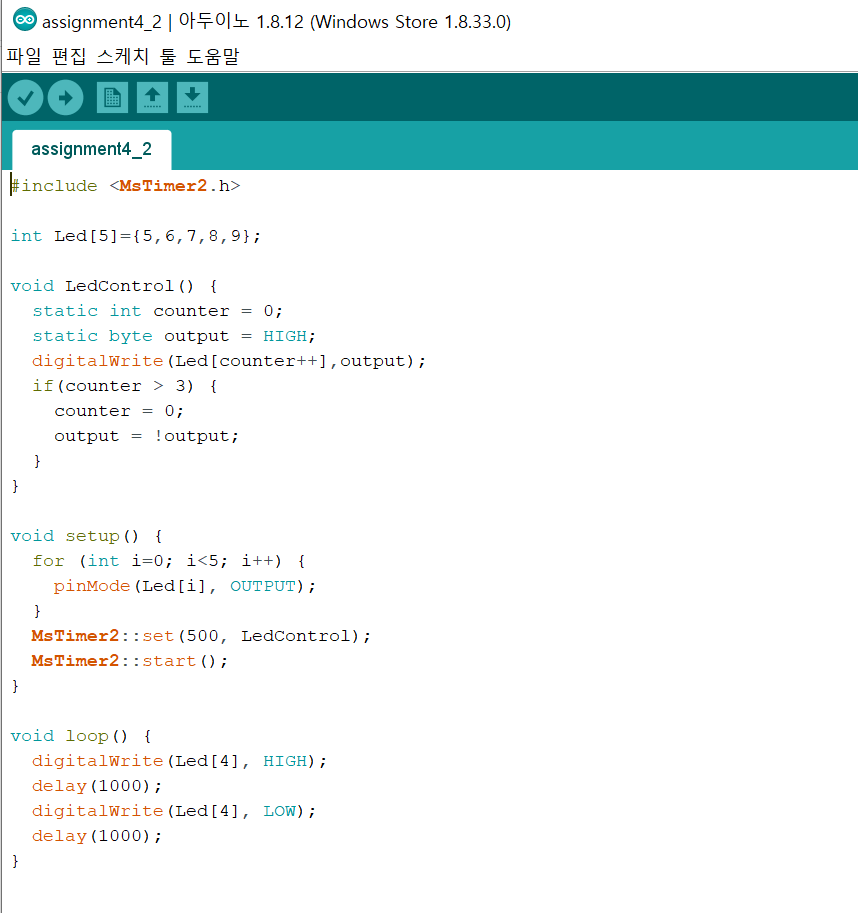 assignment4_2 | 아두이노 1.8.12 (Windows Store 1.8.33.0)
파일 편집 스케치 툴 도움말
assignment4_2
#include <MsTimer2.h>
int Led[5]={5,6,7,8,9};
void LedControl() {
  static int counter = 0;
  static byte output = HIGH;
  digitalWrite(Led[counter++],output);
  if(counter > 3) {
    counter = 0;
    output = !output;
  }
}
void setup() {
  for (int i=0; i<5; i++) {
    pinMode(Led[i], OUTPUT);
  }
  MsTimer2::set(500, LedControl);
  MsTimer2::start();
}
void loop() {
  digitalWrite(Led[4], HIGH);
  delay(1000);
  digitalWrite(Led[4], LOW);
  delay(1000);
}